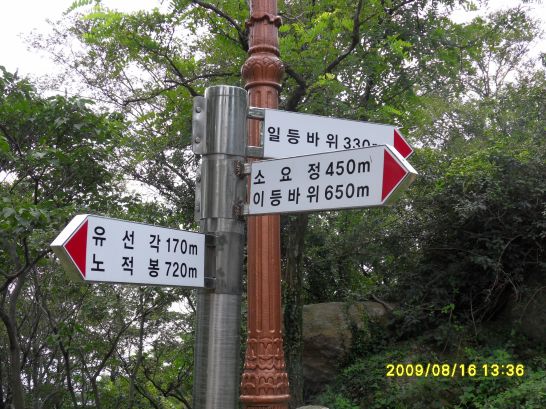 일등바위 330m
소요정 450m
이등바위 650m
유선각 170m
노적봉 720m
2009/08/16 13:36